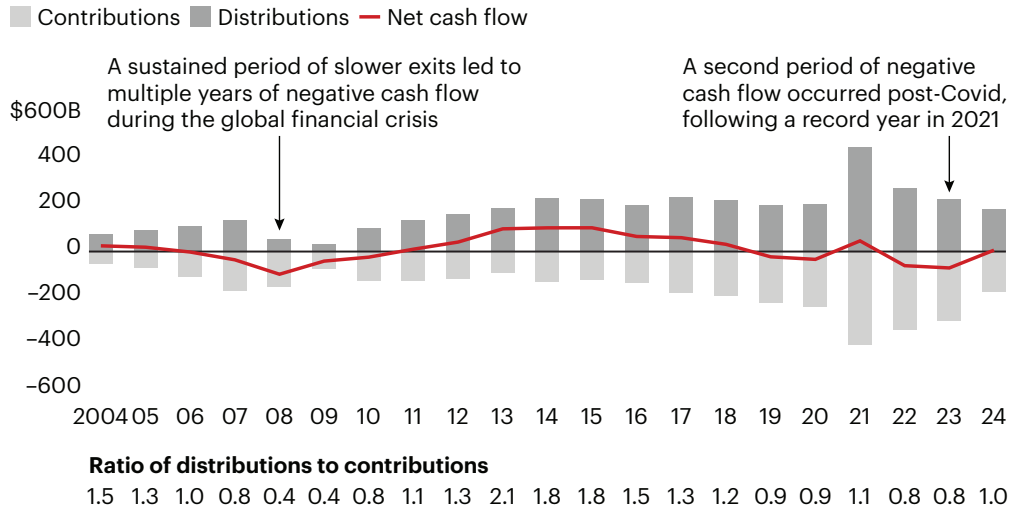 Contributions Distributions Net cash flow
A sustained period of slower exits led to
multiple years of negative cash flow
during the global financial crisis
A second period of negative
cash flow occurred post-Covid,
following a record year in 2021
$600B
400
200
0
–200
–400
–600
2004 05 06 07 08 09 10 11 12 13 14 15 16 17 18 19 20 21 22 23 24
Ratio of distributions to contributions
1.5 1.3 1.0 0.8 0.4 0.4 0.8 1.1 1.3 2.1 1.8 1.8 1.5 1.3 1.2 0.9 0.9 1.1 0.8 0.8 1.0